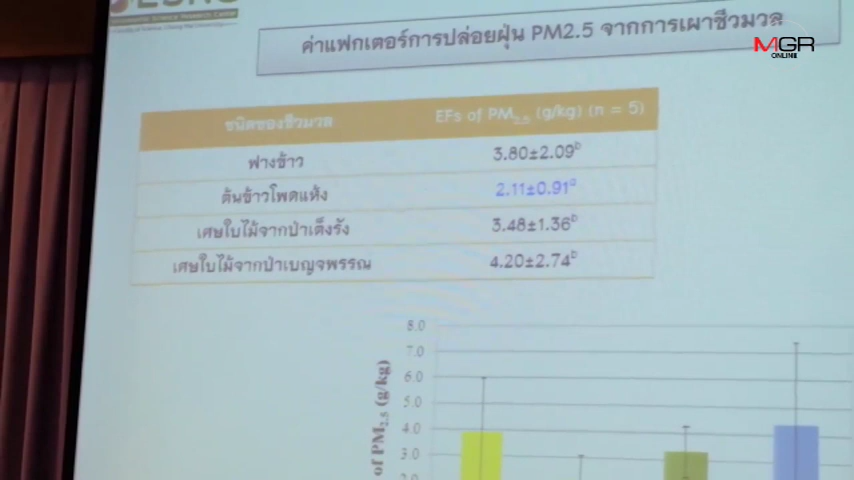 ค่าแฟกเตอร์การปล่อยฝุ่น PM2.5 จากการเผาชีวมวล
MGR
ONLINE
ชนิดของชีวมวล EFs of PM2.5 (g/kg) (n = 5)
ฟางข้าว 3.80±2.09b
ต้นข้าวโพดแห้ง 2.11±0.91a
เศษใบไม้จากป่าเต็งรัง 3.48±1.36b
เศษใบไม้จากป่าเบญจพรรณ 4.20±2.74b
8.0
7.0
6.0
5.0
4.0
3.0
of PM2.5 (g/kg)